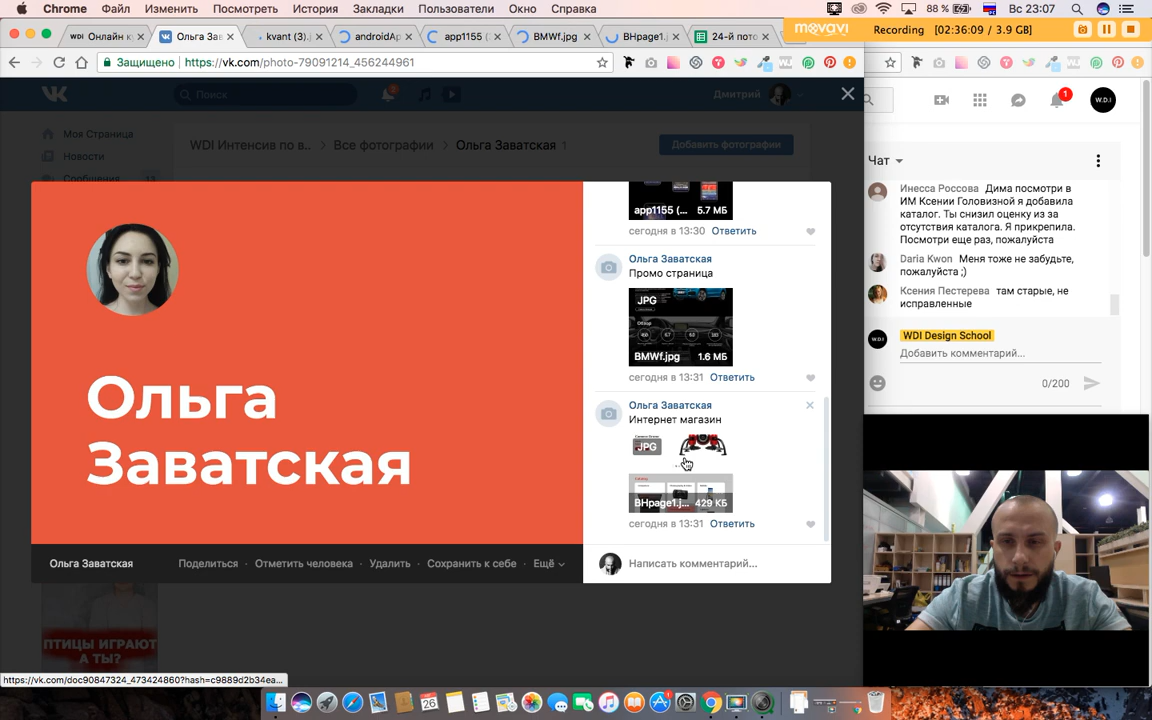 Chrome Файл Изменить Посмотреть История Закладки Пользователи Окно Справка
88 % Вс 23:07
WDI Онлайн к
Ольга Зав
kvant (3).
androidAp
app1155 (
BMWf.jpg
BHpage1.j
24-й пото
movavi
Recording (02:36:09 / 3.9 GB)
Защищено https://vk.com/photo-79091214_456244961
Поиск
Дмитрий
Моя Страница
Новости
Сообщения
WDI Интенсив по в.. Все фотографии Ольга Заватская 1
Добавить фотографии
Ольга
Заватская
app1155 (... 5.7 МБ
сегодня в 13:30 Ответить
Ольга Заватская
Промо страница
JPG
BMWf.jpg 1.6 МБ
сегодня в 13:31 Ответить
Ольга Заватская
Интернет магазин
JPG
BHpage1.j... 429 КБ
сегодня в 13:31 Ответить
Ольга Заватская Поделиться · Отметить человека · Удалить · Сохранить к себе · Ещё
Написать комментарий...
ПТИЦЫ ИГРАЮТ
А ТЫ?
https://vk.com/doc90847324_473424860?hash=c9889d2b34ea...
1
W.D.I
Чат
Инесса Россова Дима посмотри в
ИМ Ксении Головизной я добавила
каталог. Ты снизил оценку из за
отсутствия каталога. Я прикрепила.
Посмотри еще раз, пожалуйста
Daria Kwon Меня тоже не забудьте,
пожалуйста ;)
Ксения Пестерева там старые, не
исправленные
W.D.I
WDI Design School
Добавить комментарий...
0/200
26